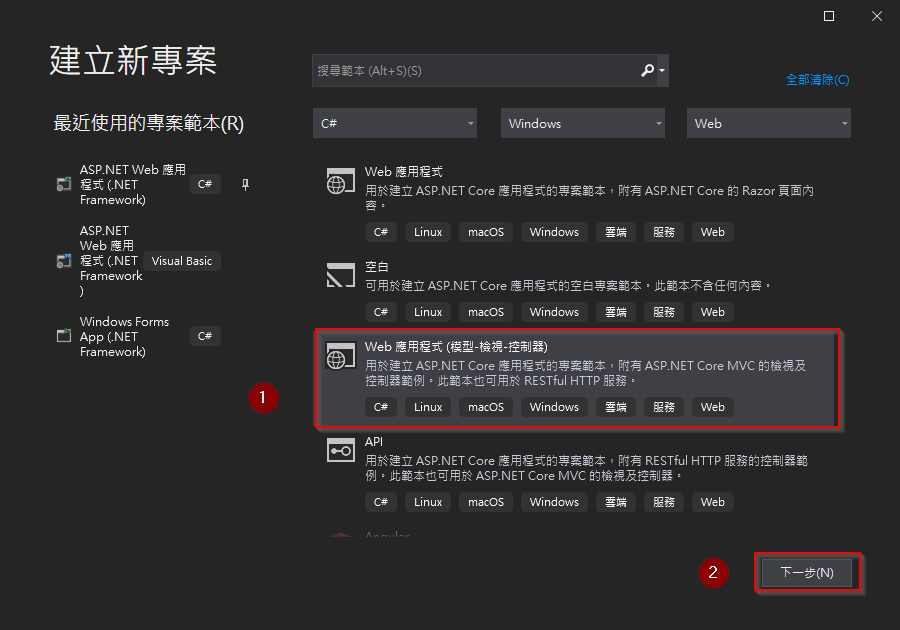 建立新專案
搜尋範本 (Alt+S)(S)
全部清除(C)
最近使用的專案範本(R)
C#
Windows
Web
ASP.NET Web 應用
程式 (.NET
Framework)
C#
ASP.NET
Web 應用
程式 (.NET
Framework
)
Visual Basic
Windows Forms
App (.NET
Framework)
C#
Web 應用程式
用於建立 ASP.NET Core 應用程式的專案範本，附有 ASP.NET Core 的 Razor 頁面內
容。
C# Linux macOS Windows 雲端 服務 Web
空白
可用於建立 ASP.NET Core 應用程式的空白專案範本。此範本不含任何內容。
C# Linux macOS Windows 雲端 服務 Web
1
Web 應用程式 (模型-檢視-控制器)
用於建立 ASP.NET Core 應用程式的專案範本，附有 ASP.NET Core MVC 的檢視及
控制器範例。此範本也可用於 RESTful HTTP 服務。
C# Linux macOS Windows 雲端 服務 Web
API
用於建立 ASP.NET Core 應用程式的專案範本，附有 RESTful HTTP 服務的控制器範
例。此範本也可用於 ASP.NET Core MVC 的檢視及控制器。
C# Linux macOS Windows 雲端 服務 Web
Angular
2
下一步(N)